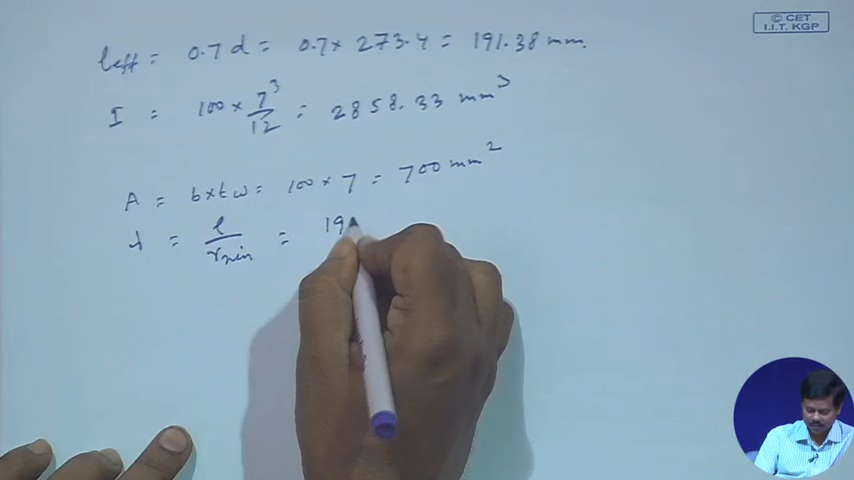 © CET
I.I.T. KGP
leff = 0.7 d = 0.7 × 273.4 = 191.38 mm.
I = 100 × 7³/12 = 2858.33 mm³
A = b×tw = 100 × 7 = 700 mm²
λ = l/rmin = 19